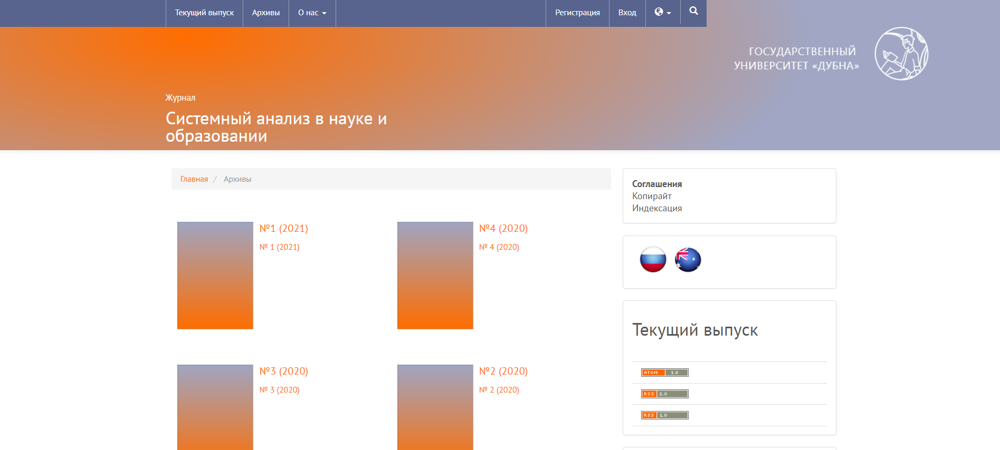 Текущий выпуск
Архивы
О нас
Регистрация
Вход
ГОСУДАРСТВЕННЫЙ
УНИВЕРСИТЕТ «ДУБНА»
Журнал
Системный анализ в науке и
образовании
Главная / Архивы
№1 (2021)
№ 1 (2021)
№4 (2020)
№ 4 (2020)
№3 (2020)
№ 3 (2020)
№2 (2020)
№ 2 (2020)
Соглашения
Копирайт
Индексация
Текущий выпуск
ATOM 1.0
RSS 2.0
RSS 1.0